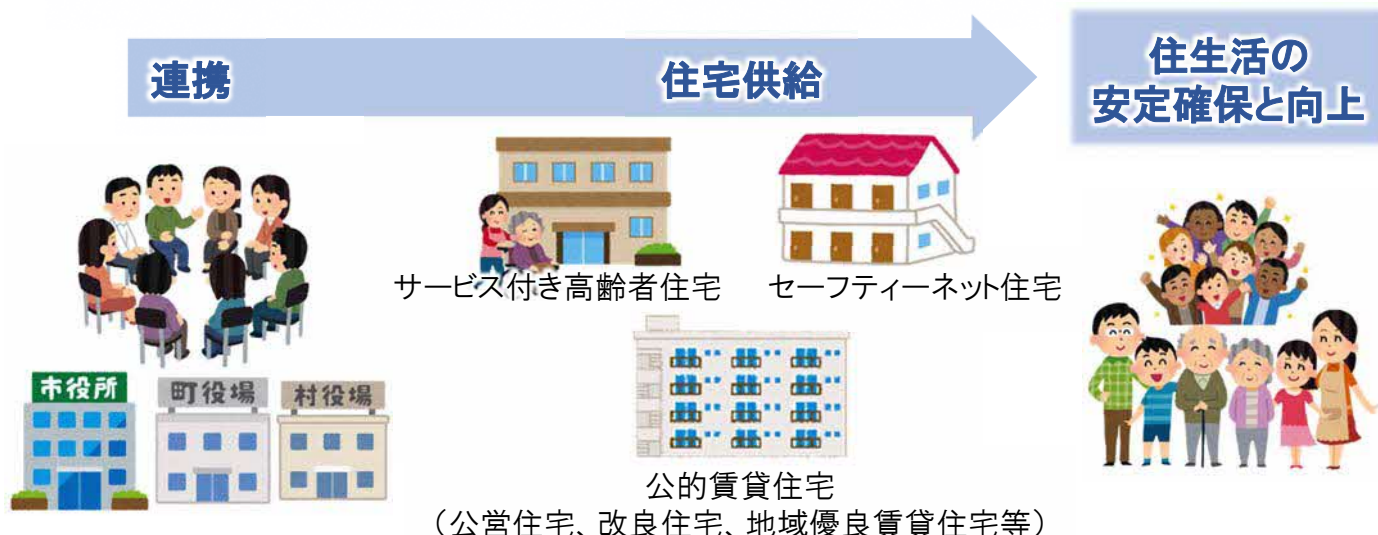 連携
住宅供給
住生活の
安定確保と向上
サービス付き高齢者住宅
セーフティーネット住宅
市役所
町役場
村役場
公的賃貸住宅
（公営住宅、改良住宅、地域優良賃貸住宅等）